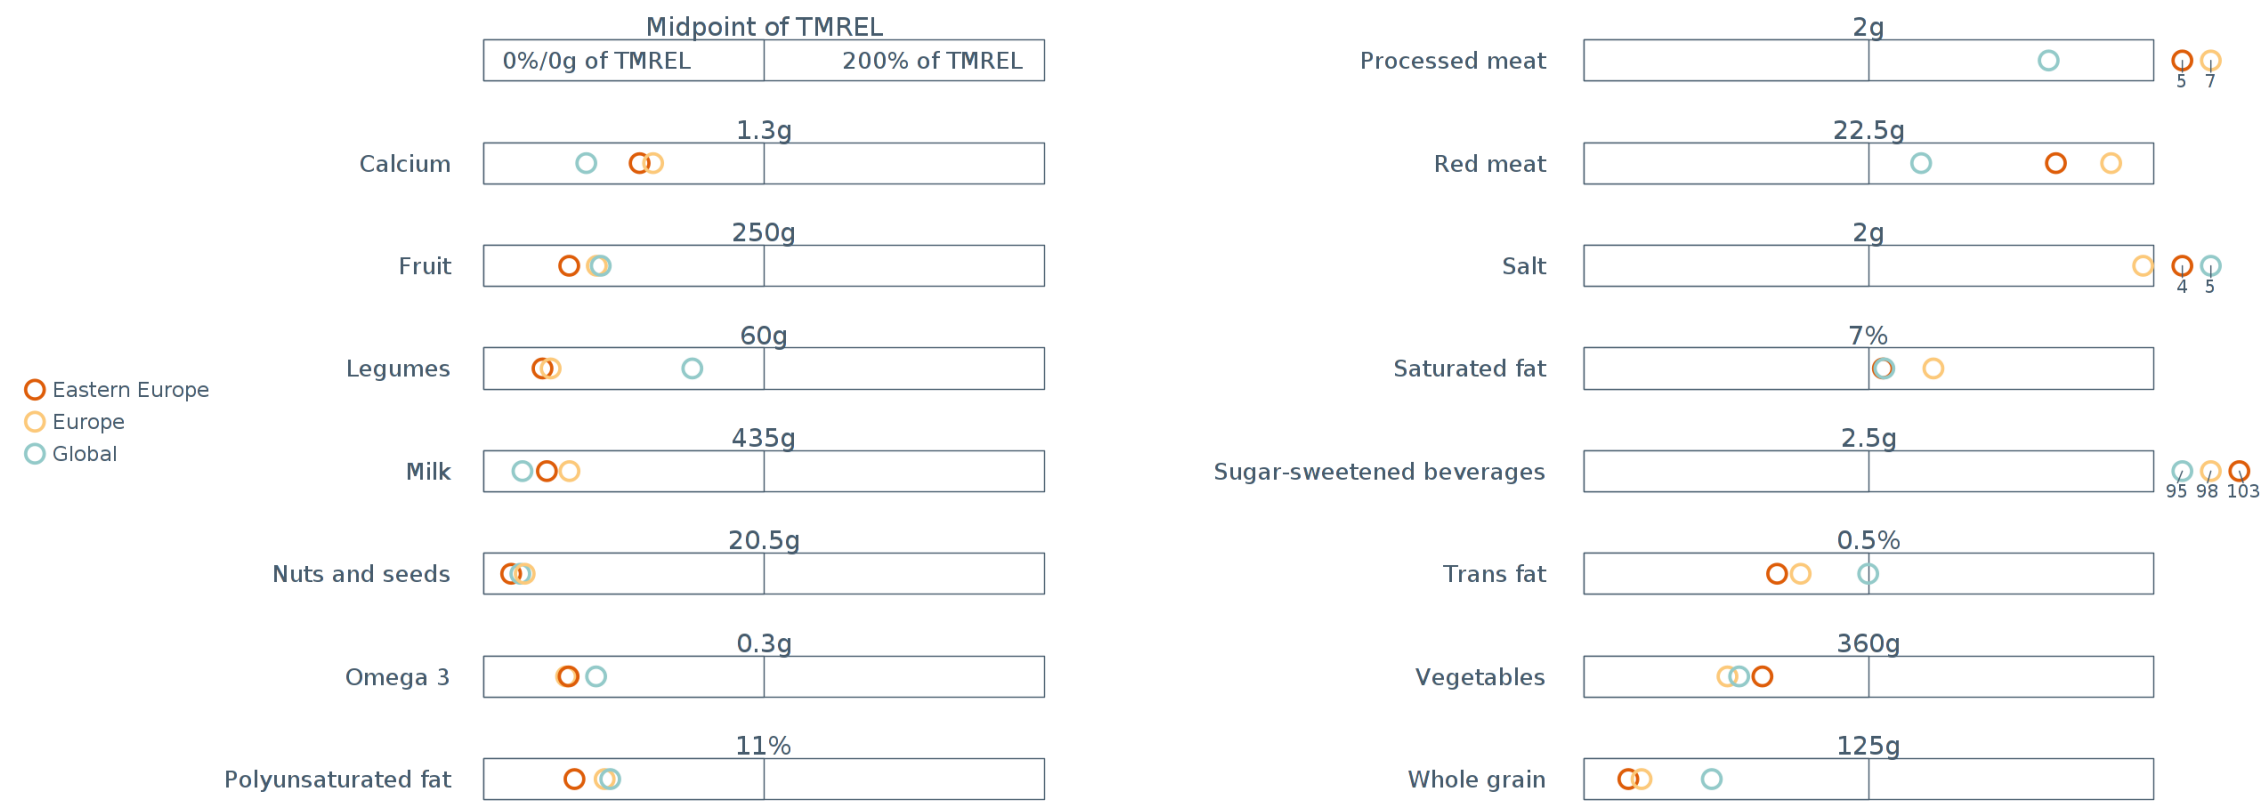 Midpoint of TMREL
0%/0g of TMREL 200% of TMREL
1.3g
Calcium
250g
Fruit
60g
Legumes
435g
Milk
20.5g
Nuts and seeds
0.3g
Omega 3
11%
Polyunsaturated fat
Eastern Europe
Europe
Global
2g
Processed meat
5 7
22.5g
Red meat
2g
Salt
4 5
7%
Saturated fat
2.5g
Sugar-sweetened beverages
95 98 103
0.5%
Trans fat
360g
Vegetables
125g
Whole grain